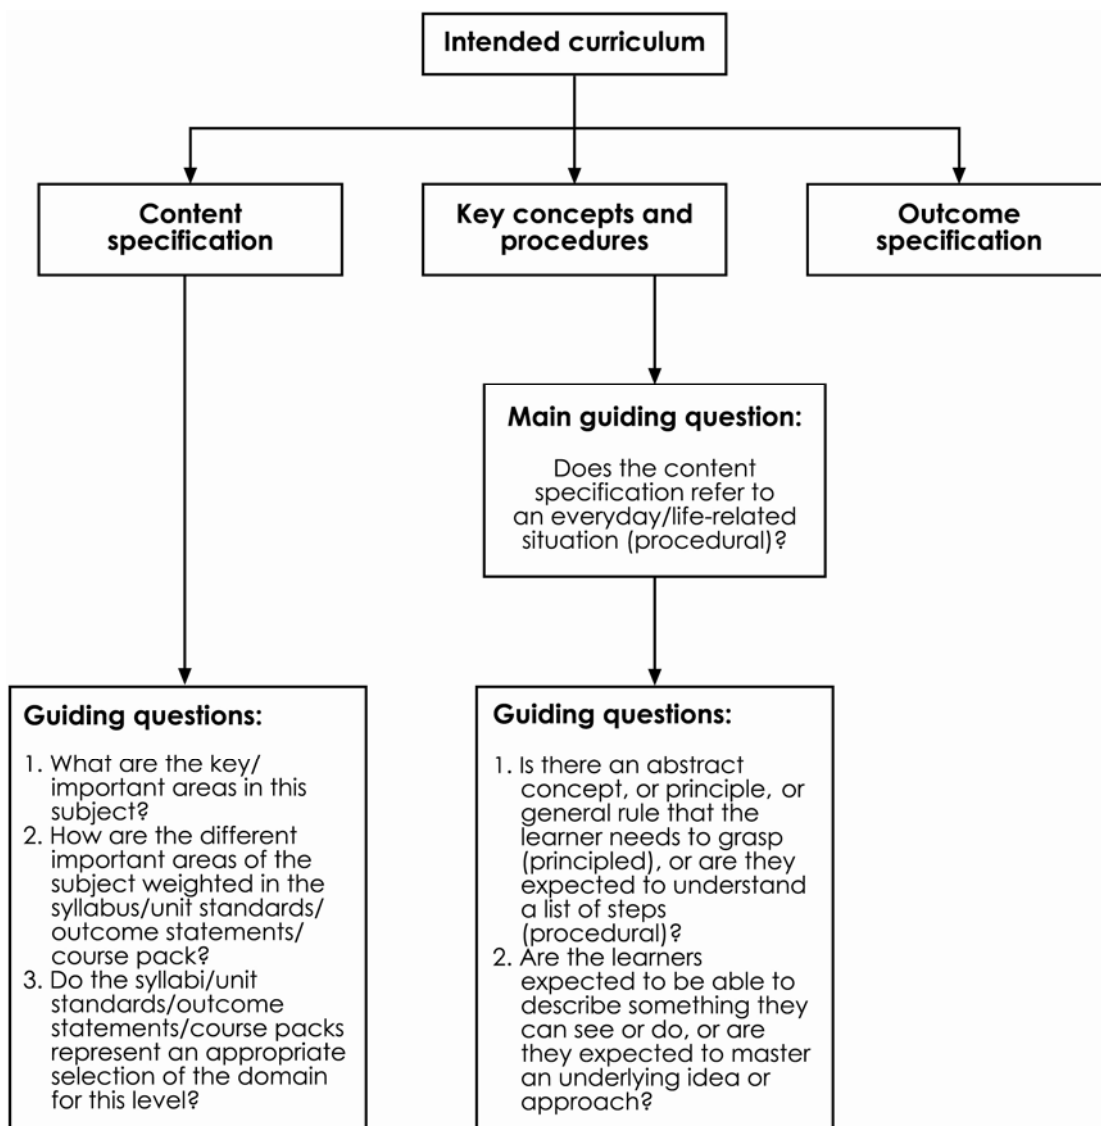 Intended curriculum
Content
specification
Key concepts and
procedures
Outcome
specification
Main guiding question:
Does the content
specification refer to
an everyday/life-related
situation (procedural)?
Guiding questions:
1. What are the key/
important areas in this
subject?
2. How are the different
important areas of the
subject weighted in the
syllabus/unit standards/
outcome statements/
course pack?
3. Do the syllabi/unit
standards/outcome
statements/course packs
represent an appropriate
selection of the domain
for this level?
Guiding questions:
1. Is there an abstract
concept, or principle, or
general rule that the
learner needs to grasp
(principled), or are they
expected to understand
a list of steps
(procedural)?
2. Are the learners
expected to be able to
describe something they
can see or do, or are
they expected to master
an underlying idea or
approach?